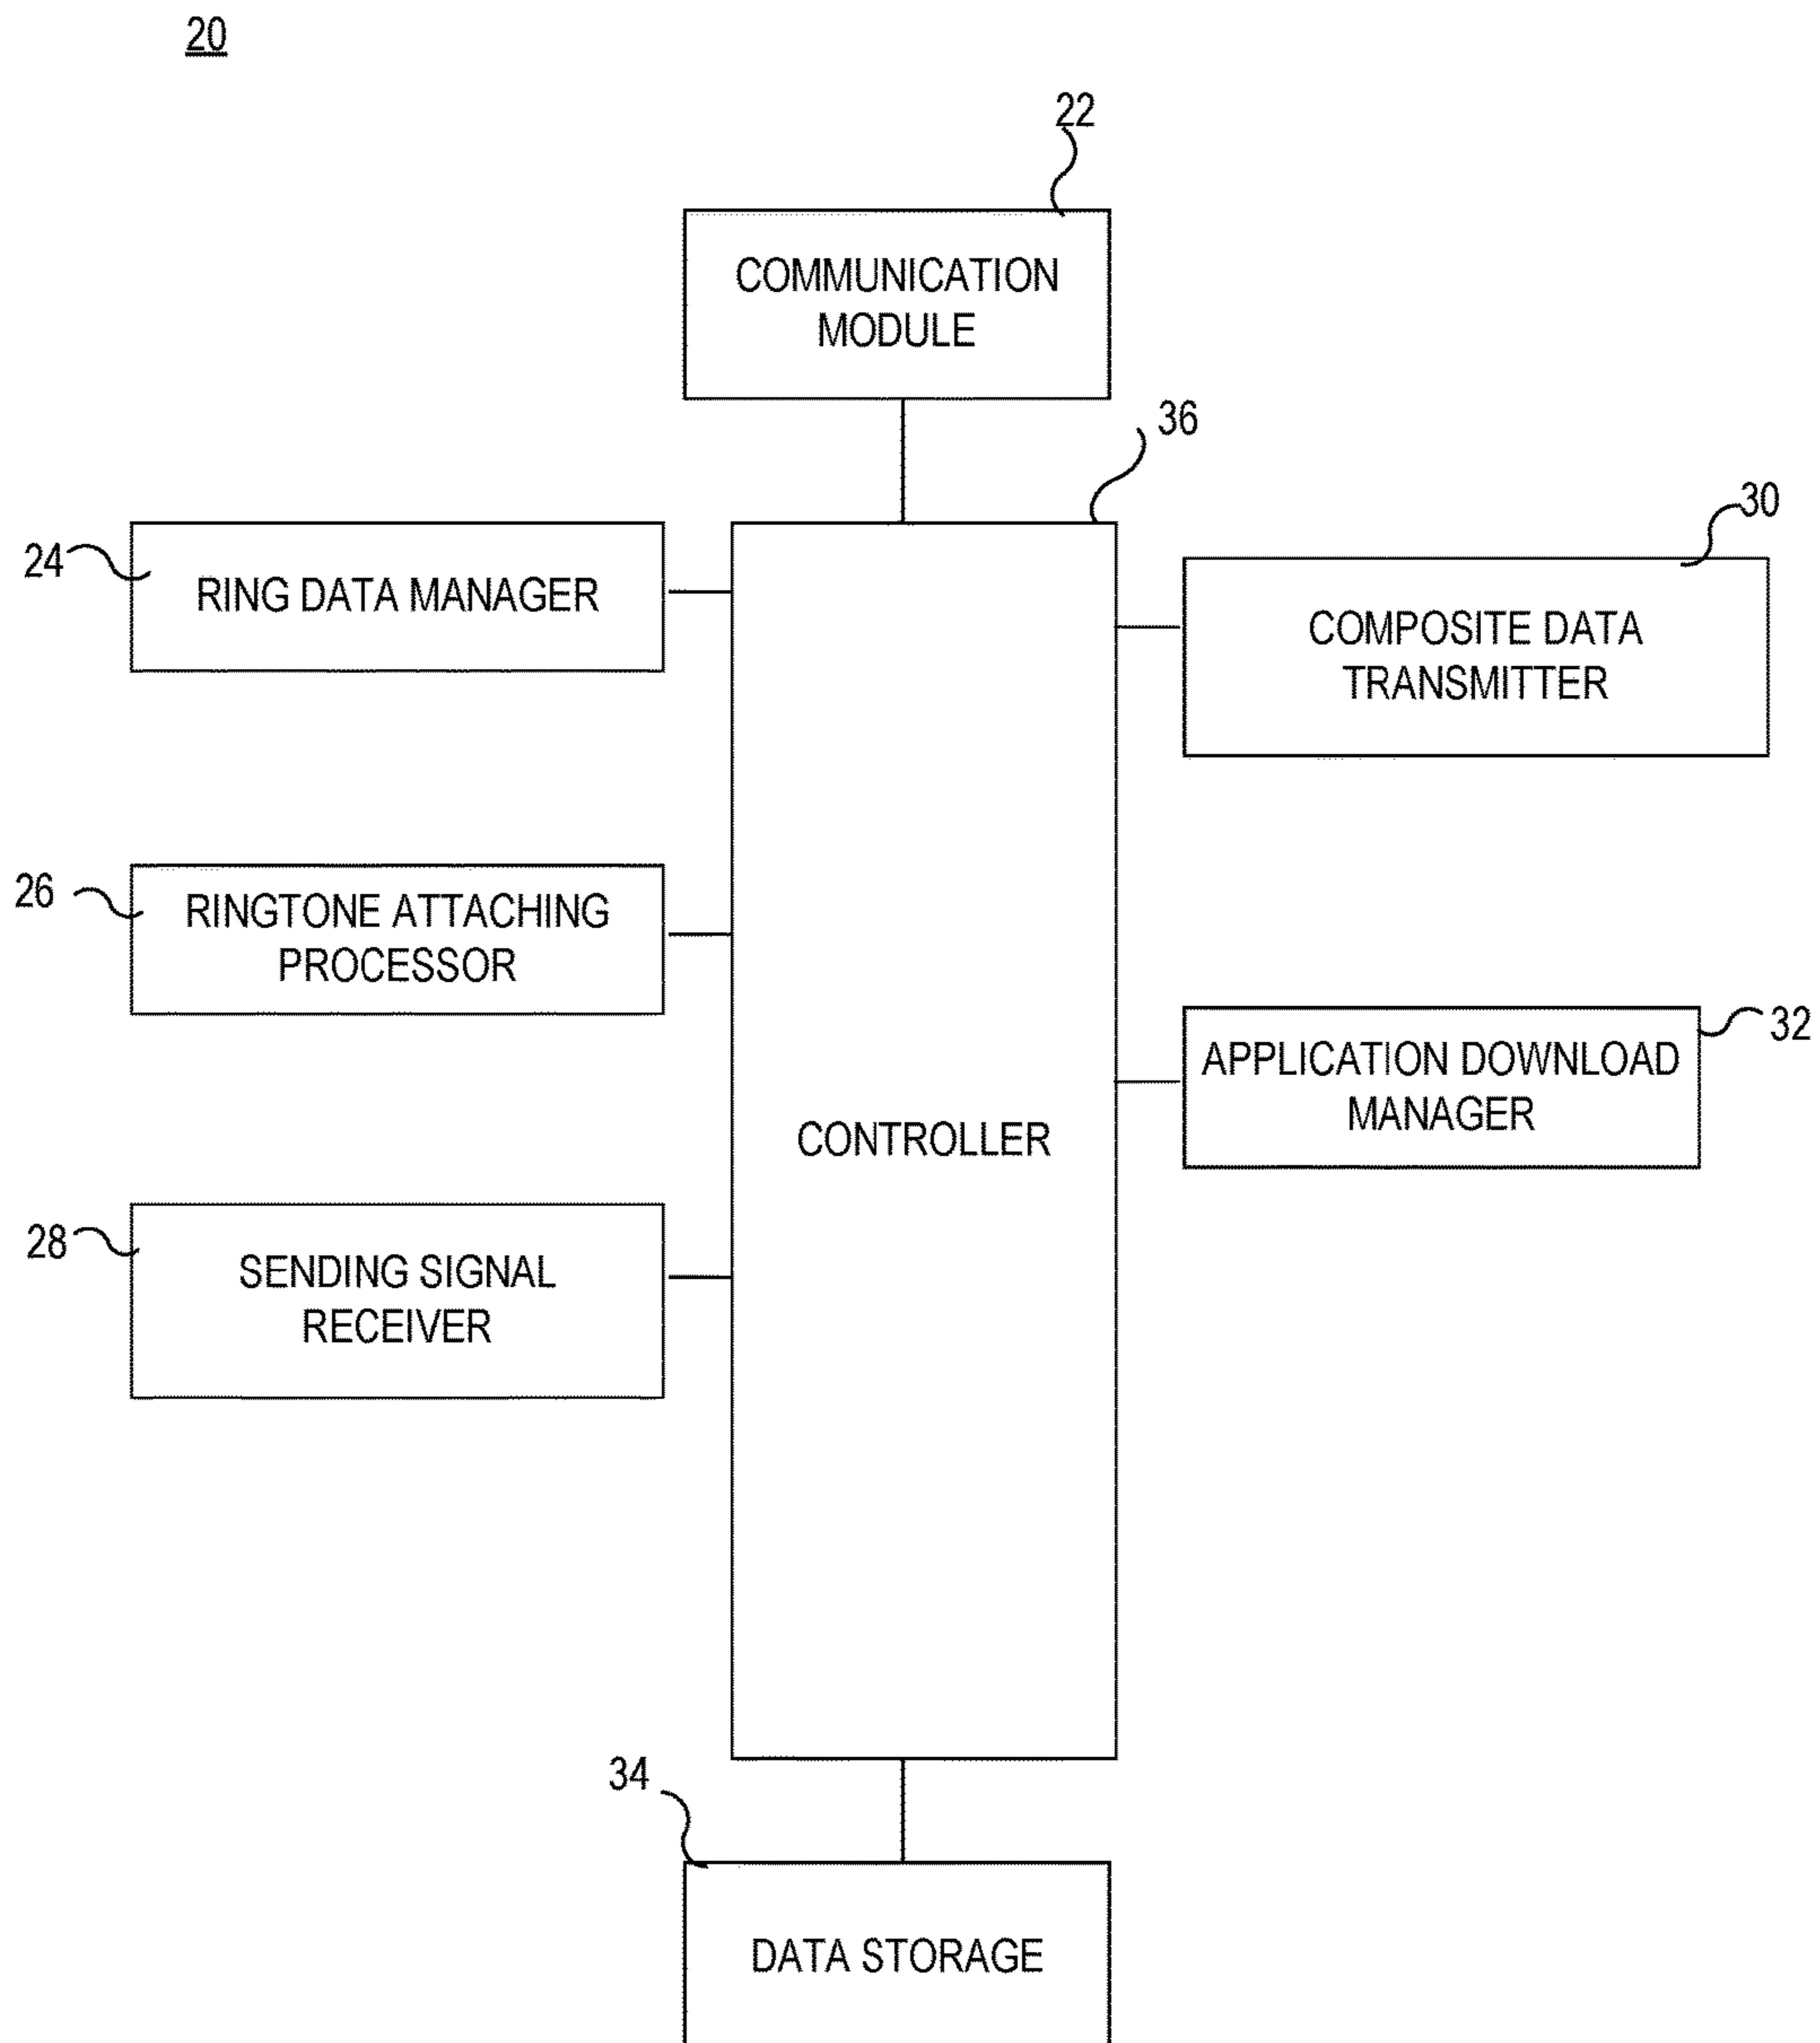 20
22
COMMUNICATION
MODULE
36
30
24
RING DATA MANAGER
COMPOSITE DATA
TRANSMITTER
26
RINGTONE ATTACHING
PROCESSOR
32
APPLICATION DOWNLOAD
MANAGER
CONTROLLER
28
SENDING SIGNAL
RECEIVER
34
DATA STORAGE